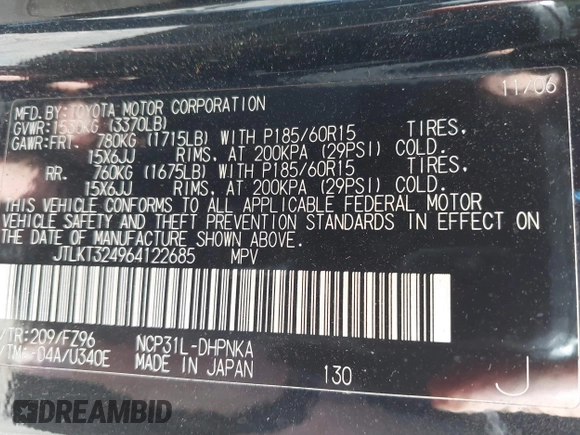 11/06
MFD.BY:TOYOTA MOTOR CORPORATION
GVWR:1530KG (3370LB)
GAWR:FRT. 780KG (1715LB) WITH P185/60R15 TIRES,
15X6JJ RIMS, AT 200KPA (29PSI) COLD.
RR. 760KG (1675LB) WITH P185/60R15 TIRES,
15X6JJ RIMS, AT 200KPA (29PSI) COLD.
THIS VEHICLE CONFORMS TO ALL APPLICABLE FEDERAL MOTOR
VEHICLE SAFETY AND THEFT PREVENTION STANDARDS IN EFFECT ON
THE DATE OF MANUFACTURE SHOWN ABOVE.
JTLKT324964122685 MPV
/TR:209/FZ96 NCP31L-DHPNKA
/TM:-04A/U340E MADE IN JAPAN 130 J
DREAMBID